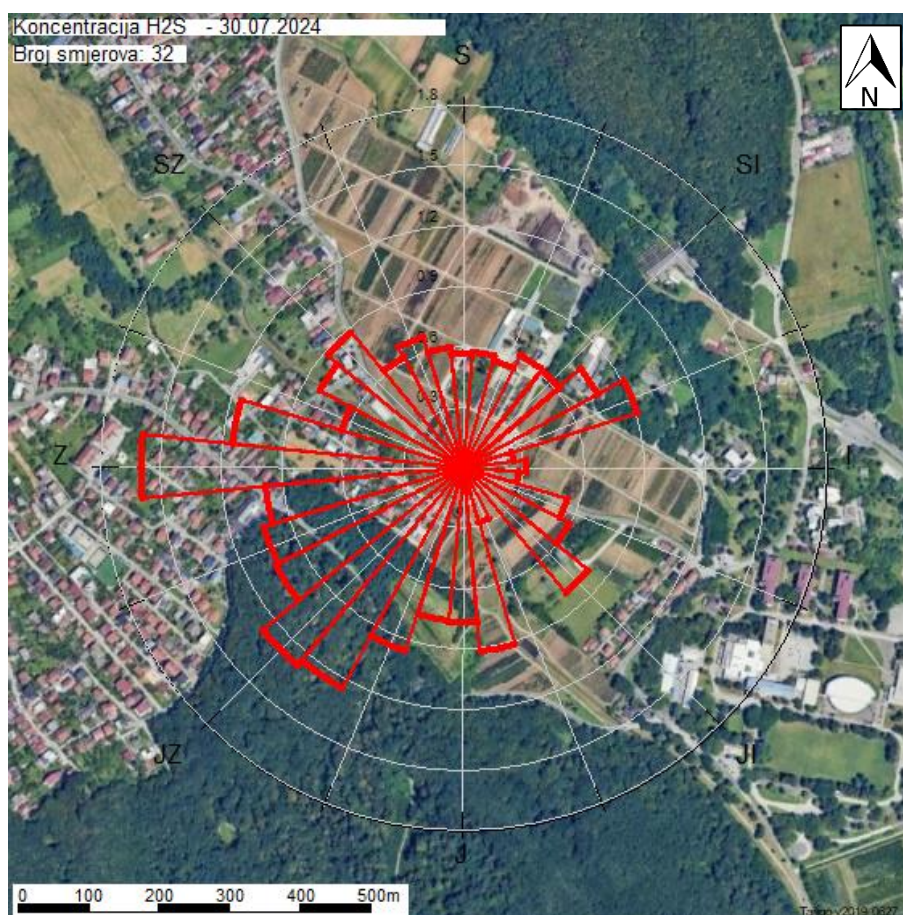 Koncentracija H2S - 30.07.2024
Broj smjerova: 32
N
S
1.8
SZ
1.5
SI
1.2
0.9
0.6
0.3
Z
I
JZ
JI
J
0 100 200 300 400 500m